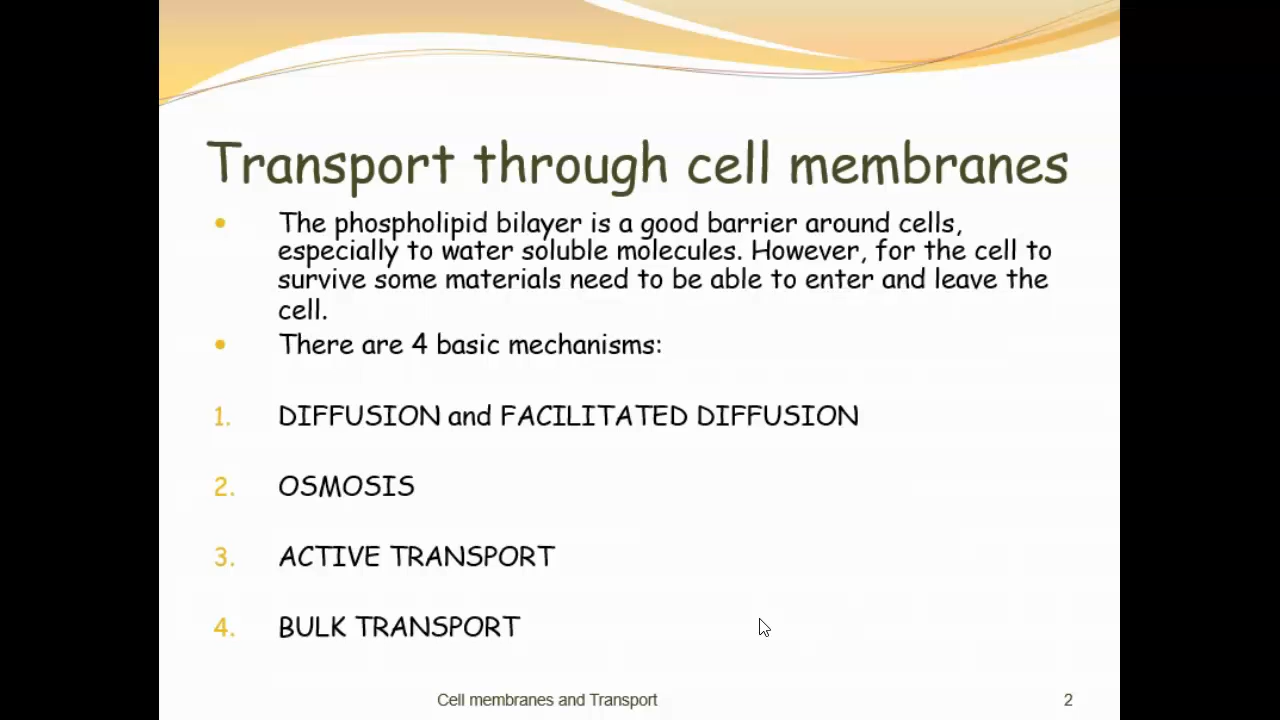 Transport through cell membranes
• The phospholipid bilayer is a good barrier around cells,
especially to water soluble molecules. However, for the cell to
survive some materials need to be able to enter and leave the
cell.
• There are 4 basic mechanisms:
1. DIFFUSION and FACILITATED DIFFUSION
2. OSMOSIS
3. ACTIVE TRANSPORT
4. BULK TRANSPORT
Cell membranes and Transport 2